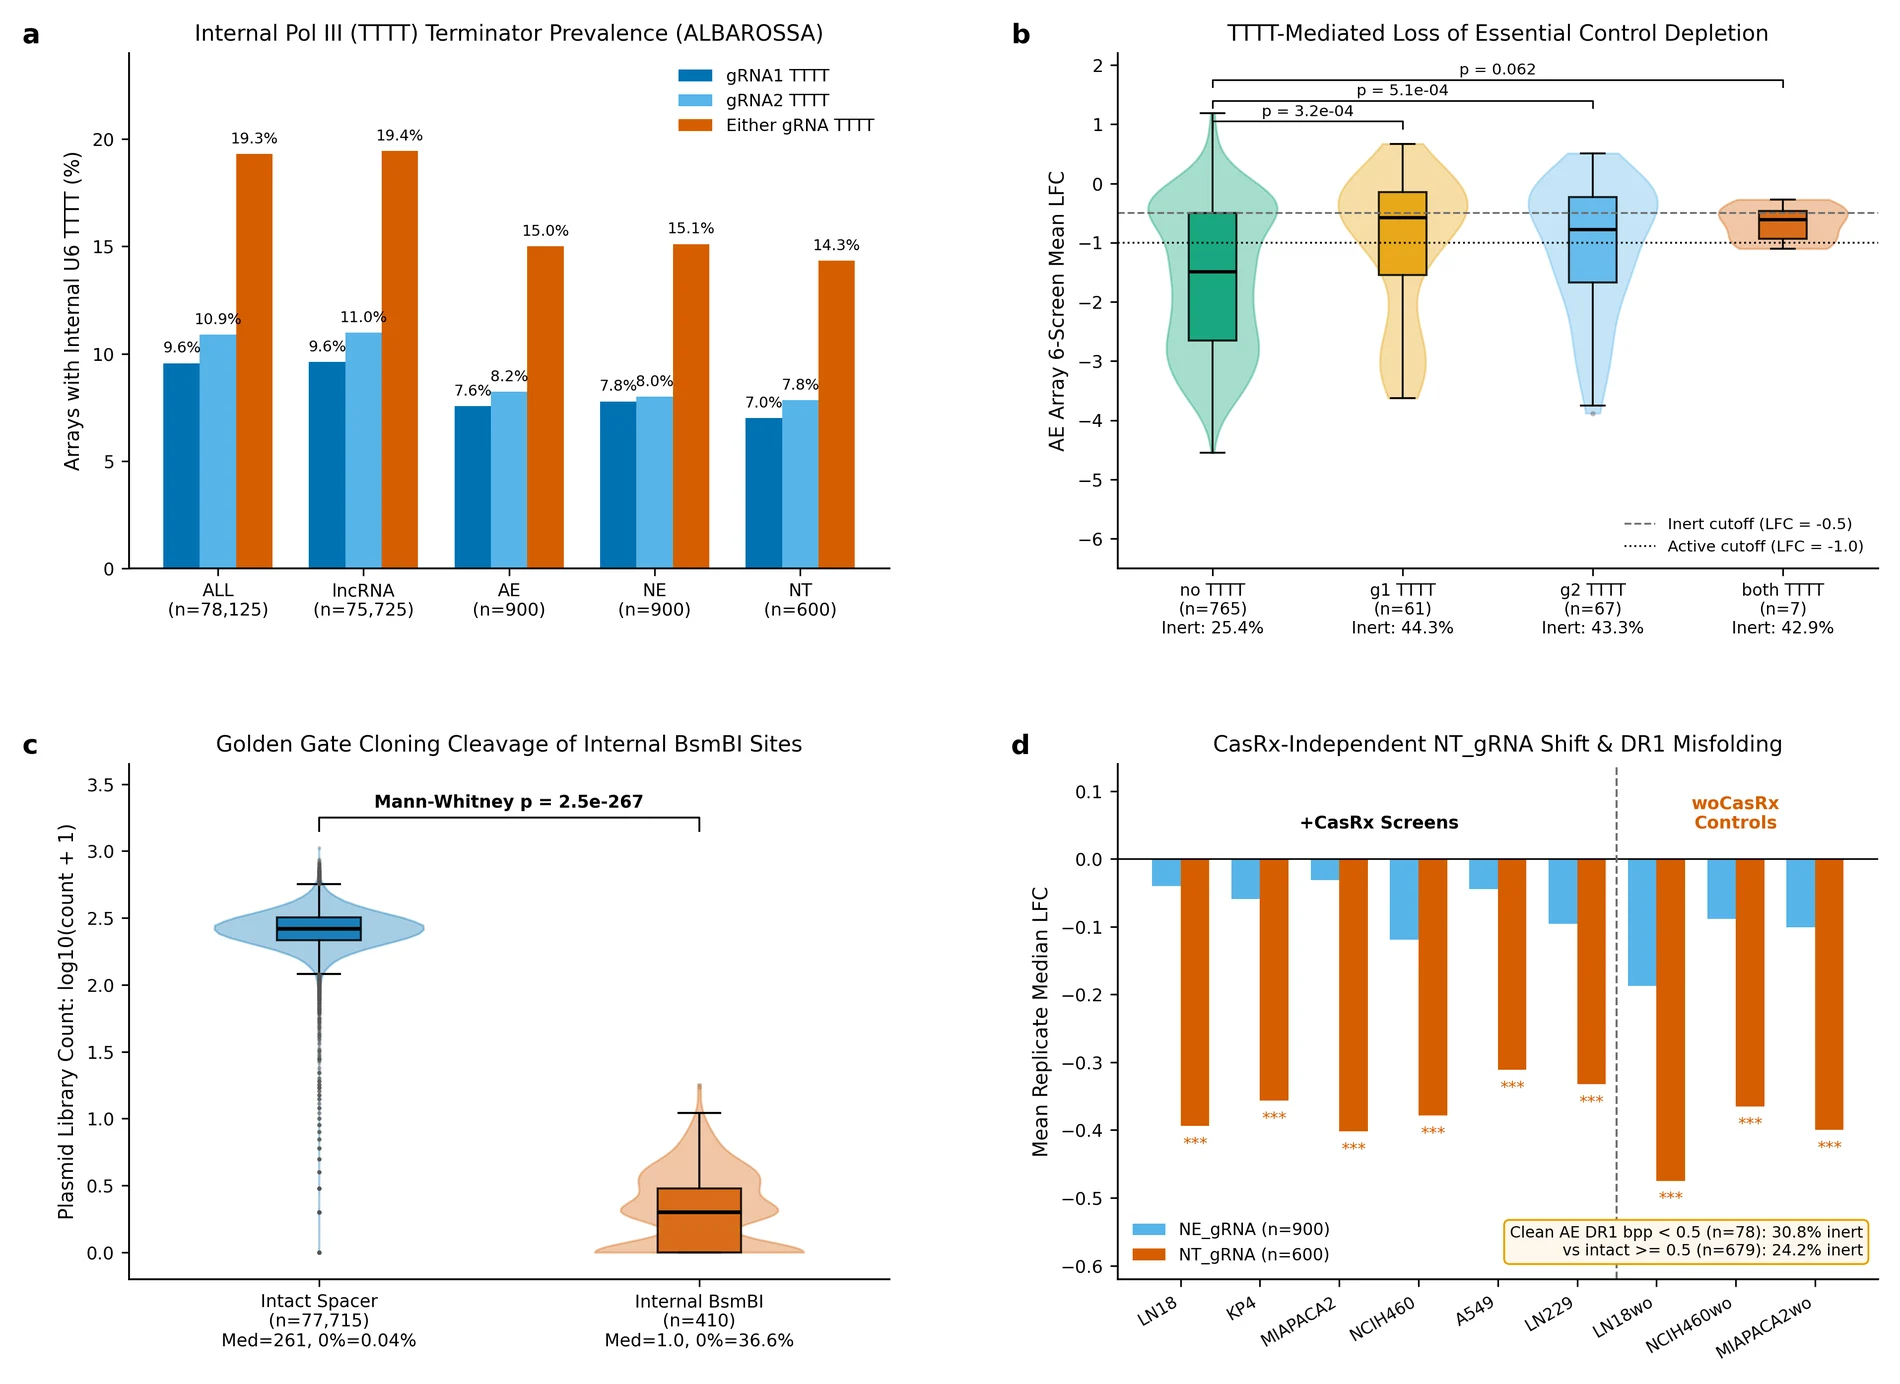 a
Internal Pol III (TTTT) Terminator Prevalence (ALBAROSSA)
Arrays with Internal U6 TTTT (%)
20
15
10
5
0
gRNA1 TTTT
gRNA2 TTTT
Either gRNA TTTT
9.6%
10.9%
19.3%
9.6%
11.0%
19.4%
7.6%
8.2%
15.0%
7.8%
8.0%
15.1%
7.0%
7.8%
14.3%
ALL
(n=78,125)
lncRNA
(n=75,725)
AE
(n=900)
NE
(n=900)
NT
(n=600)
b
TTTT-Mediated Loss of Essential Control Depletion
AE Array 6-Screen Mean LFC
2
1
0
−1
−2
−3
−4
−5
−6
p = 0.062
p = 5.1e-04
p = 3.2e-04
Inert cutoff (LFC = -0.5)
Active cutoff (LFC = -1.0)
no TTTT
(n=765)
Inert: 25.4%
g1 TTTT
(n=61)
Inert: 44.3%
g2 TTTT
(n=67)
Inert: 43.3%
both TTTT
(n=7)
Inert: 42.9%
c
Golden Gate Cloning Cleavage of Internal BsmBI Sites
Plasmid Library Count: log10(count + 1)
3.5
3.0
2.5
2.0
1.5
1.0
0.5
0.0
Mann-Whitney p = 2.5e-267
Intact Spacer
(n=77,715)
Med=261, 0%=0.04%
Internal BsmBI
(n=410)
Med=1.0, 0%=36.6%
d
CasRx-Independent NT_gRNA Shift & DR1 Misfolding
Mean Replicate Median LFC
0.1
0.0
−0.1
−0.2
−0.3
−0.4
−0.5
−0.6
+CasRx Screens
woCasRx
Controls
***
***
***
***
***
***
***
***
***
NE_gRNA (n=900)
NT_gRNA (n=600)
Clean AE DR1 bpp < 0.5 (n=78): 30.8% inert
vs intact >= 0.5 (n=679): 24.2% inert
LN18
KP4
MIAPACA2
NCIH460
A549
LN229
LN18wo
NCIH460wo
MIAPACA2wo